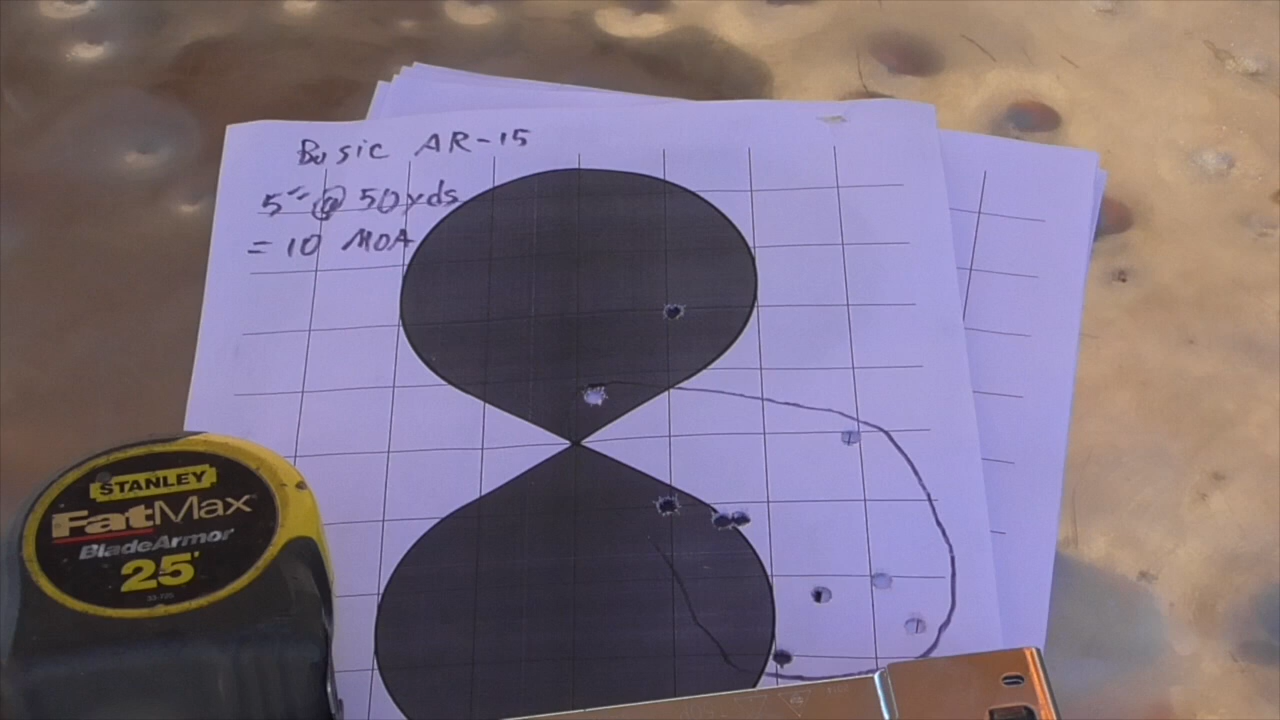 Basic AR-15
5" @ 50 yds
= 10 MOA
STANLEY
FatMax
BladeArmor
25'